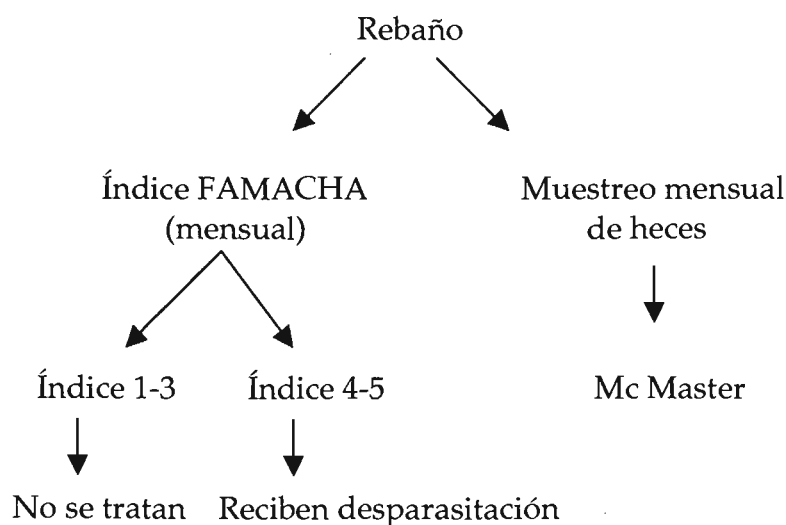 Rebaño
Índice FAMACHA
(mensual)
Muestreo mensual
de heces
Índice 1-3
Índice 4-5
Mc Master
No se tratan
Reciben desparasitación